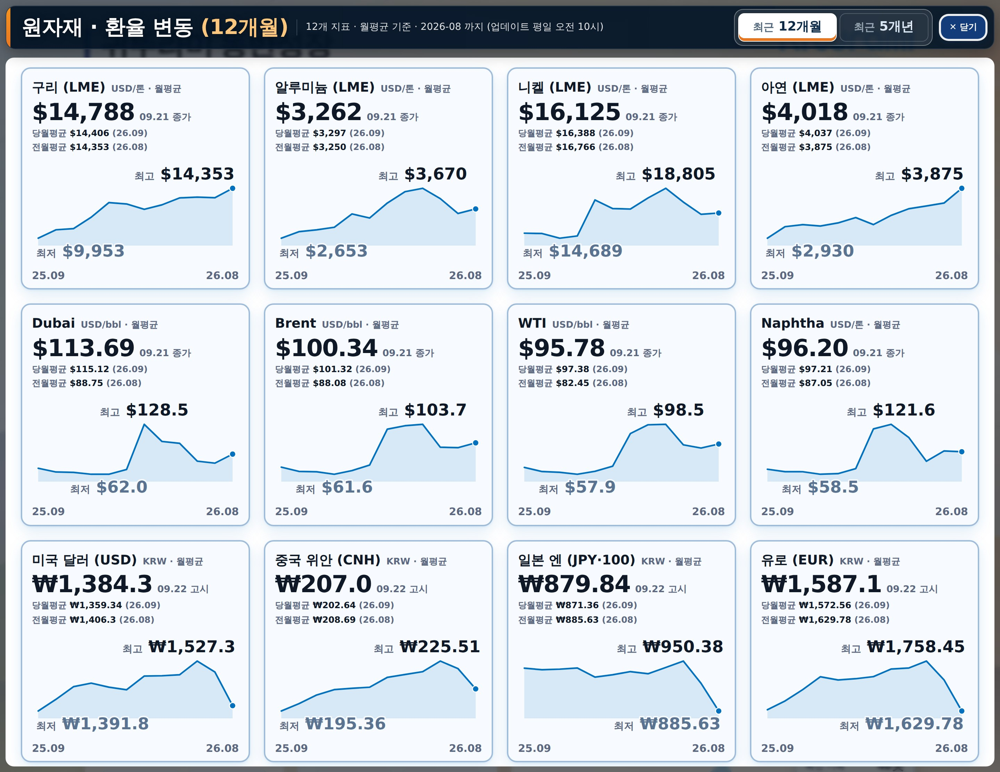 원자재 · 환율 변동 (12개월)
12개 지표 · 월평균 기준 · 2026-08 까지 (업데이트 평일 오전 10시)
최근 12개월
최근 5개년
× 닫기
구리 (LME) USD/톤 · 월평균
$14,788 09.21 종가
당월평균 $14,406 (26.09)
전월평균 $14,353 (26.08)
최고 $14,353
최저 $9,953
25.09 26.08
알루미늄 (LME) USD/톤 · 월평균
$3,262 09.21 종가
당월평균 $3,297 (26.09)
전월평균 $3,250 (26.08)
최고 $3,670
최저 $2,653
25.09 26.08
니켈 (LME) USD/톤 · 월평균
$16,125 09.21 종가
당월평균 $16,388 (26.09)
전월평균 $16,766 (26.08)
최고 $18,805
최저 $14,689
25.09 26.08
아연 (LME) USD/톤 · 월평균
$4,018 09.21 종가
당월평균 $4,037 (26.09)
전월평균 $3,875 (26.08)
최고 $3,875
최저 $2,930
25.09 26.08
Dubai USD/bbl · 월평균
$113.69 09.21 종가
당월평균 $115.12 (26.09)
전월평균 $88.75 (26.08)
최고 $128.5
최저 $62.0
25.09 26.08
Brent USD/bbl · 월평균
$100.34 09.21 종가
당월평균 $101.32 (26.09)
전월평균 $88.08 (26.08)
최고 $103.7
최저 $61.6
25.09 26.08
WTI USD/bbl · 월평균
$95.78 09.21 종가
당월평균 $97.38 (26.09)
전월평균 $82.45 (26.08)
최고 $98.5
최저 $57.9
25.09 26.08
Naphtha USD/톤 · 월평균
$96.20 09.21 종가
당월평균 $97.21 (26.09)
전월평균 $87.05 (26.08)
최고 $121.6
최저 $58.5
25.09 26.08
미국 달러 (USD) KRW · 월평균
₩1,384.3 09.22 고시
당월평균 ₩1,359.34 (26.09)
전월평균 ₩1,406.3 (26.08)
최고 ₩1,527.3
최저 ₩1,391.8
25.09 26.08
중국 위안 (CNH) KRW · 월평균
₩207.0 09.22 고시
당월평균 ₩202.64 (26.09)
전월평균 ₩208.69 (26.08)
최고 ₩225.51
최저 ₩195.36
25.09 26.08
일본 엔 (JPY·100) KRW · 월평균
₩879.84 09.22 고시
당월평균 ₩871.36 (26.09)
전월평균 ₩885.63 (26.08)
최고 ₩950.38
최저 ₩885.63
25.09 26.08
유로 (EUR) KRW · 월평균
₩1,587.1 09.22 고시
당월평균 ₩1,572.56 (26.09)
전월평균 ₩1,629.78 (26.08)
최고 ₩1,758.45
최저 ₩1,629.78
25.09 26.08